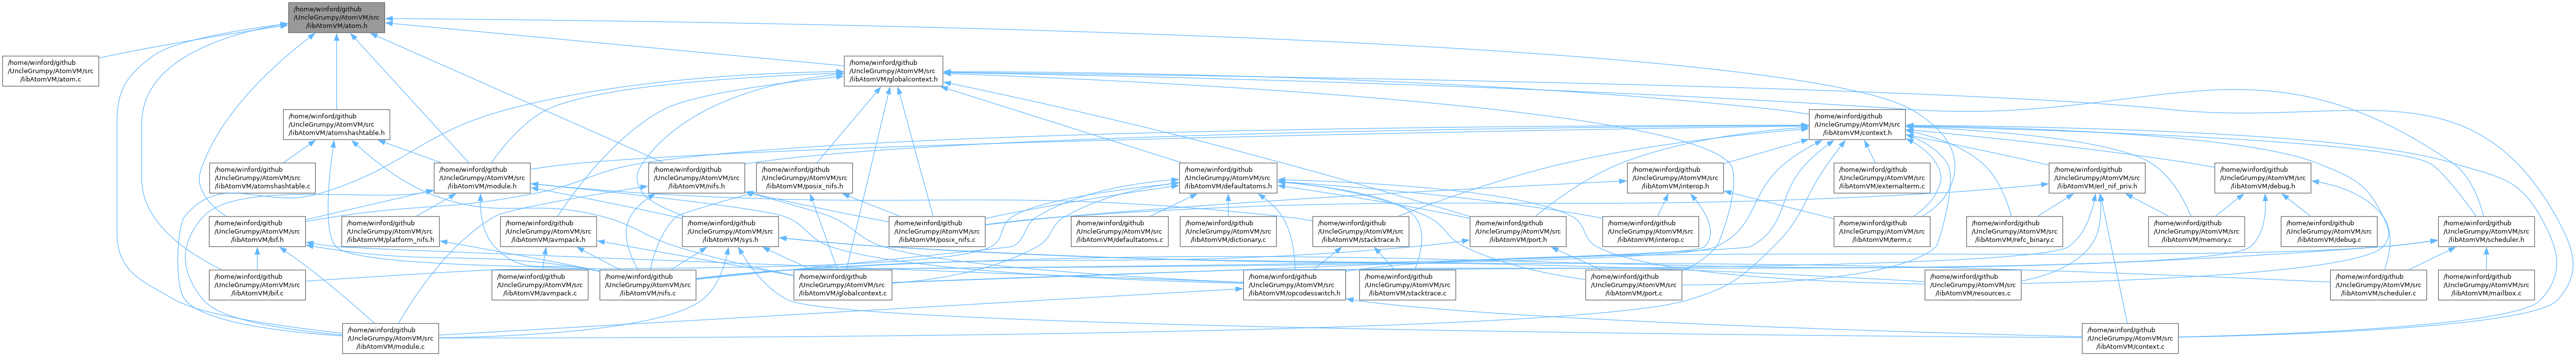 /home/winford/github
/UncleGrumpy/AtomVM/src
/libAtomVM/atom.h
/home/winford/github
/UncleGrumpy/AtomVM/src
/libAtomVM/atom.c
/home/winford/github
/UncleGrumpy/AtomVM/src
/libAtomVM/globalcontext.h
/home/winford/github
/UncleGrumpy/AtomVM/src
/libAtomVM/atomshashtable.h
/home/winford/github
/UncleGrumpy/AtomVM/src
/libAtomVM/context.h
/home/winford/github
/UncleGrumpy/AtomVM/src
/libAtomVM/atomshashtable.c
/home/winford/github
/UncleGrumpy/AtomVM/src
/libAtomVM/module.h
/home/winford/github
/UncleGrumpy/AtomVM/src
/libAtomVM/nifs.h
/home/winford/github
/UncleGrumpy/AtomVM/src
/libAtomVM/posix_nifs.h
/home/winford/github
/UncleGrumpy/AtomVM/src
/libAtomVM/defaultatoms.h
/home/winford/github
/UncleGrumpy/AtomVM/src
/libAtomVM/interop.h
/home/winford/github
/UncleGrumpy/AtomVM/src
/libAtomVM/externalterm.c
/home/winford/github
/UncleGrumpy/AtomVM/src
/libAtomVM/erl_nif_priv.h
/home/winford/github
/UncleGrumpy/AtomVM/src
/libAtomVM/debug.h
/home/winford/github
/UncleGrumpy/AtomVM/src
/libAtomVM/bif.h
/home/winford/github
/UncleGrumpy/AtomVM/src
/libAtomVM/platform_nifs.h
/home/winford/github
/UncleGrumpy/AtomVM/src
/libAtomVM/avmpack.h
/home/winford/github
/UncleGrumpy/AtomVM/src
/libAtomVM/sys.h
/home/winford/github
/UncleGrumpy/AtomVM/src
/libAtomVM/posix_nifs.c
/home/winford/github
/UncleGrumpy/AtomVM/src
/libAtomVM/defaultatoms.c
/home/winford/github
/UncleGrumpy/AtomVM/src
/libAtomVM/dictionary.c
/home/winford/github
/UncleGrumpy/AtomVM/src
/libAtomVM/stacktrace.h
/home/winford/github
/UncleGrumpy/AtomVM/src
/libAtomVM/port.h
/home/winford/github
/UncleGrumpy/AtomVM/src
/libAtomVM/interop.c
/home/winford/github
/UncleGrumpy/AtomVM/src
/libAtomVM/term.c
/home/winford/github
/UncleGrumpy/AtomVM/src
/libAtomVM/refc_binary.c
/home/winford/github
/UncleGrumpy/AtomVM/src
/libAtomVM/memory.c
/home/winford/github
/UncleGrumpy/AtomVM/src
/libAtomVM/debug.c
/home/winford/github
/UncleGrumpy/AtomVM/src
/libAtomVM/scheduler.h
/home/winford/github
/UncleGrumpy/AtomVM/src
/libAtomVM/bif.c
/home/winford/github
/UncleGrumpy/AtomVM/src
/libAtomVM/avmpack.c
/home/winford/github
/UncleGrumpy/AtomVM/src
/libAtomVM/nifs.c
/home/winford/github
/UncleGrumpy/AtomVM/src
/libAtomVM/globalcontext.c
/home/winford/github
/UncleGrumpy/AtomVM/src
/libAtomVM/opcodesswitch.h
/home/winford/github
/UncleGrumpy/AtomVM/src
/libAtomVM/stacktrace.c
/home/winford/github
/UncleGrumpy/AtomVM/src
/libAtomVM/port.c
/home/winford/github
/UncleGrumpy/AtomVM/src
/libAtomVM/resources.c
/home/winford/github
/UncleGrumpy/AtomVM/src
/libAtomVM/scheduler.c
/home/winford/github
/UncleGrumpy/AtomVM/src
/libAtomVM/mailbox.c
/home/winford/github
/UncleGrumpy/AtomVM/src
/libAtomVM/module.c
/home/winford/github
/UncleGrumpy/AtomVM/src
/libAtomVM/context.c